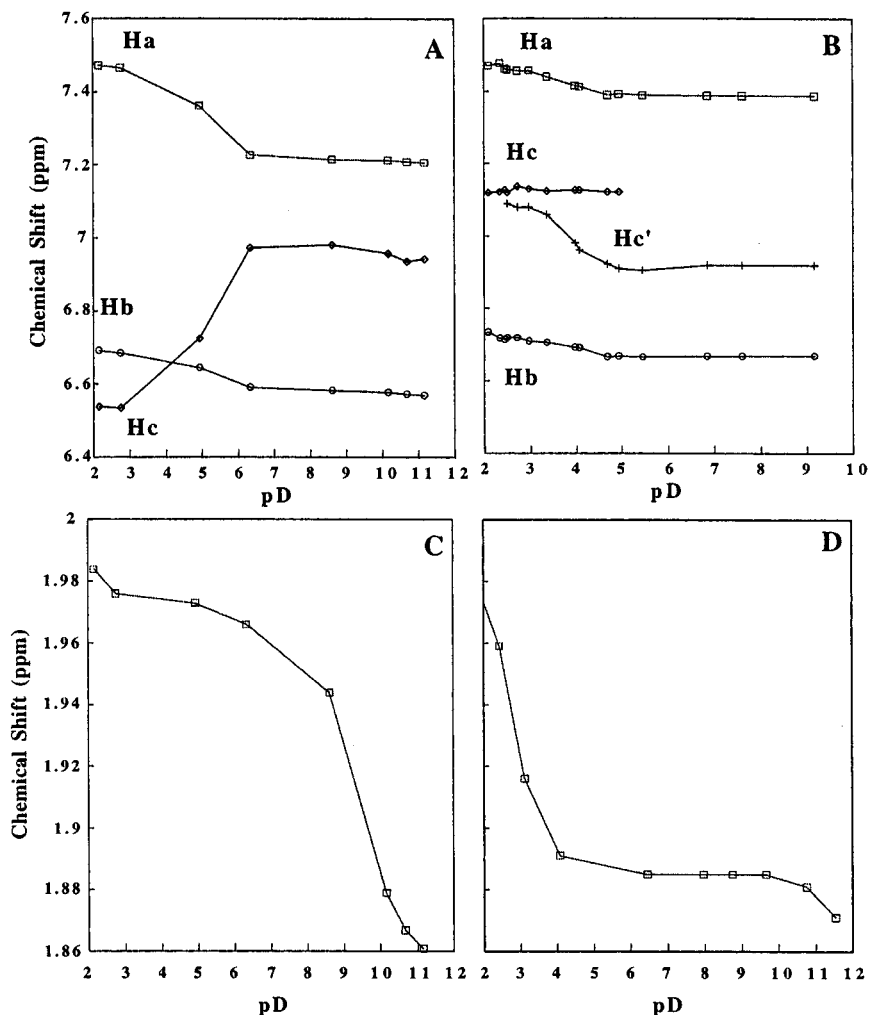 7.6
7.4
7.2
7
6.8
6.6
6.4
Chemical Shift (ppm)
Ha
Hb
Hc
A
2 3 4 5 6 7 8 9 10 11 12
pD
Ha
Hc
Hc'
Hb
B
2 3 4 5 6 7 8 9 10
pD
2
1.98
1.96
1.94
1.92
1.9
1.88
1.86
Chemical Shift (ppm)
C
2 3 4 5 6 7 8 9 10 11 12
pD
D
2 3 4 5 6 7 8 9 10 11 12
pD